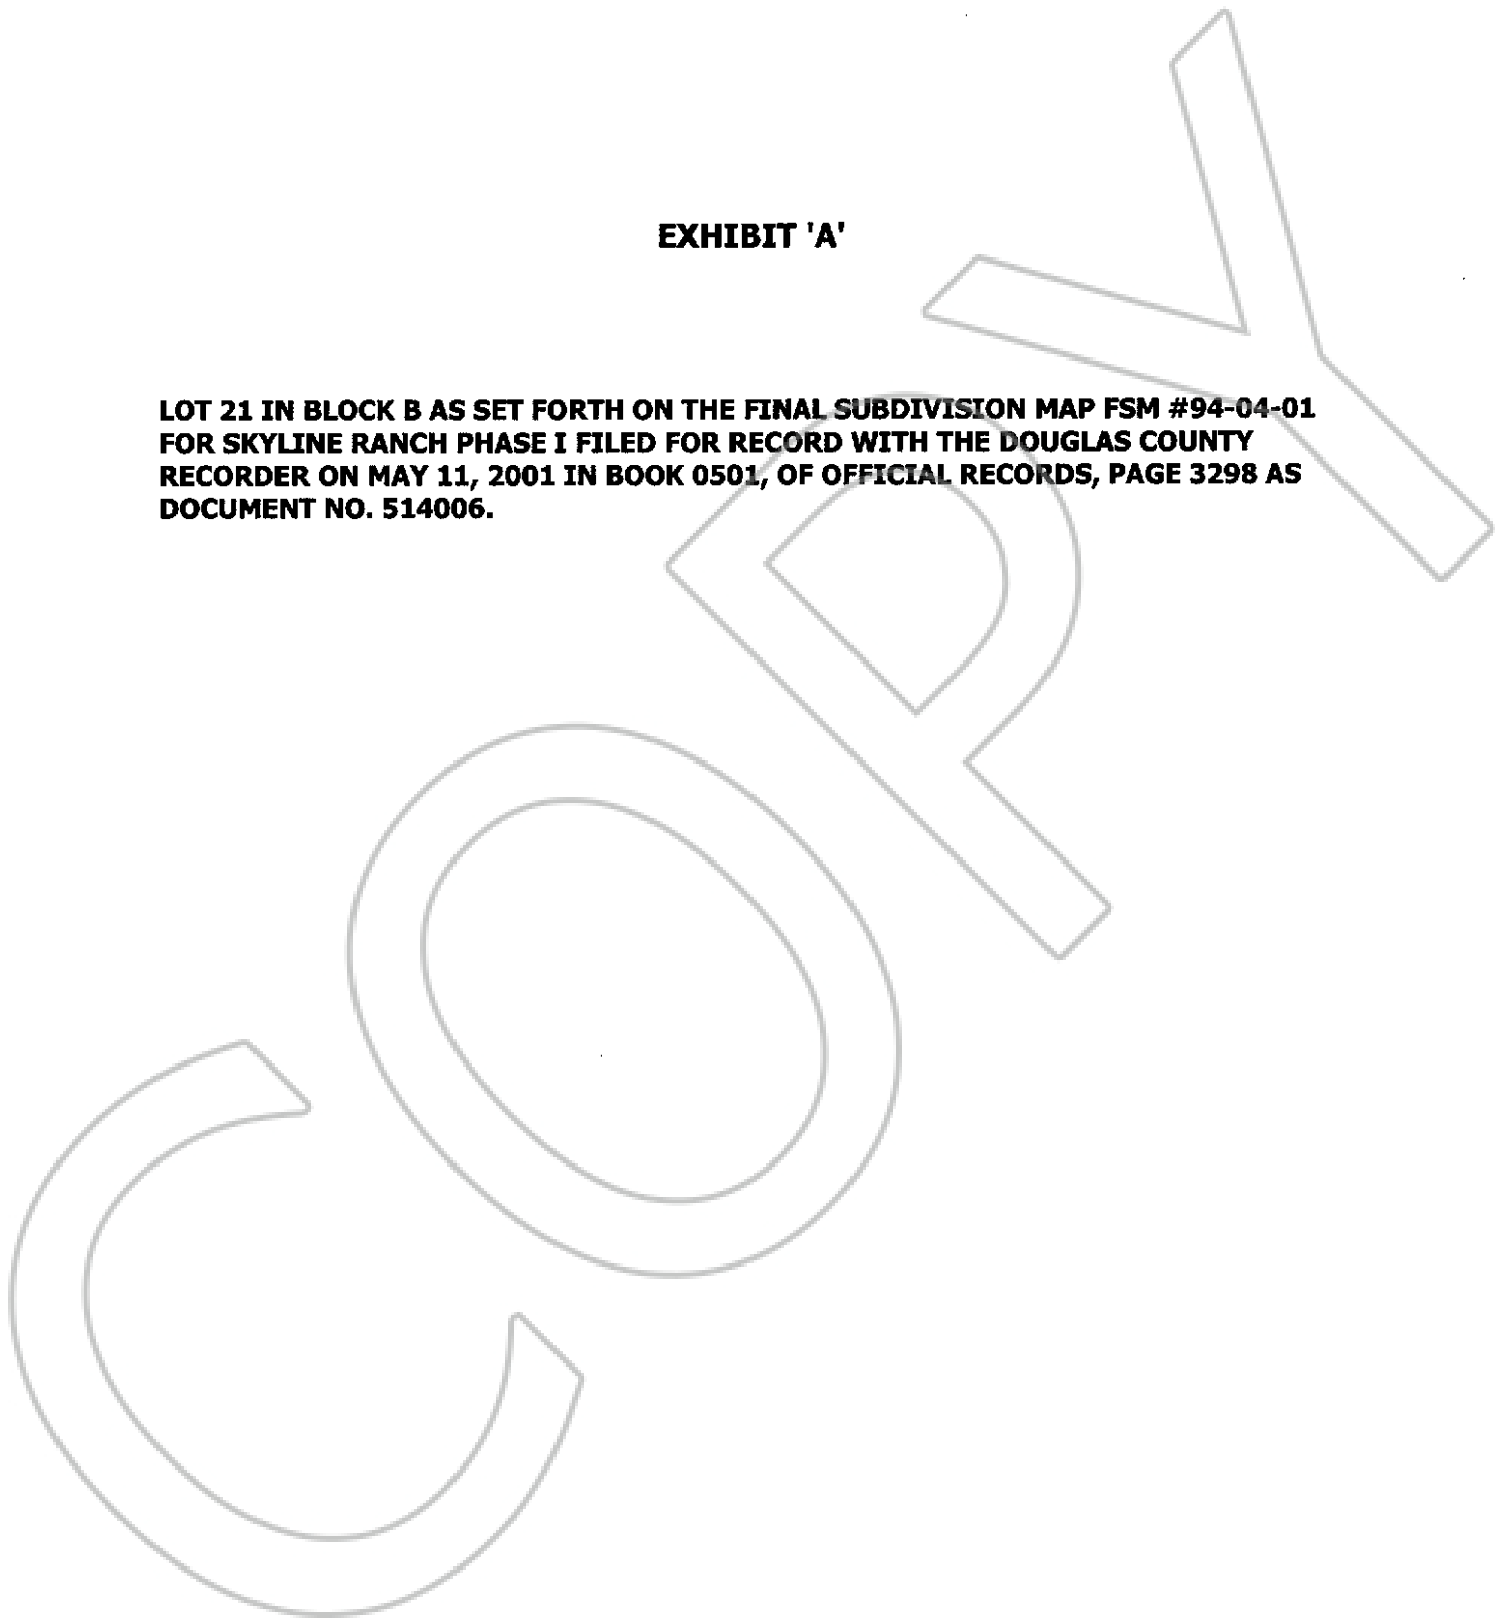 EXHIBIT 'A'
LOT 21 IN BLOCK B AS SET FORTH ON THE FINAL SUBDIVISION MAP FSM #94-04-01
FOR SKYLINE RANCH PHASE I FILED FOR RECORD WITH THE DOUGLAS COUNTY
RECORDER ON MAY 11, 2001 IN BOOK 0501, OF OFFICIAL RECORDS, PAGE 3298 AS
DOCUMENT NO. 514006.
COPY